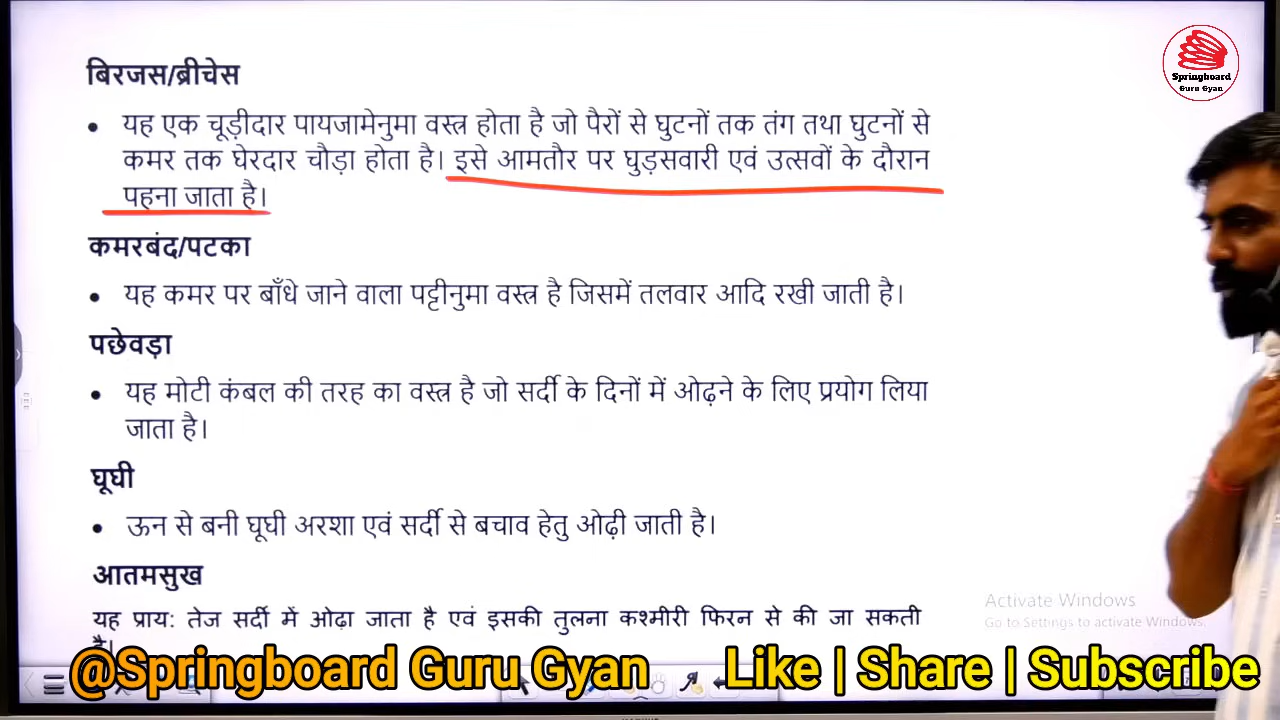 Springboard
Guru Gyan
बिरजस/ब्रीचेस
• यह एक चूड़ीदार पायजामेनुमा वस्त्र होता है जो पैरों से घुटनों तक तंग तथा घुटनों से
कमर तक घेरदार चौड़ा होता है। इसे आमतौर पर घुड़सवारी एवं उत्सवों के दौरान
पहना जाता है।
कमरबंद/पटका
• यह कमर पर बाँधे जाने वाला पट्टीनुमा वस्त्र है जिसमें तलवार आदि रखी जाती है।
पछेवड़ा
• यह मोटी कंबल की तरह का वस्त्र है जो सर्दी के दिनों में ओढ़ने के लिए प्रयोग लिया
जाता है।
घूघी
• ऊन से बनी घूघी अरशा एवं सर्दी से बचाव हेतु ओढ़ी जाती है।
आतमसुख
यह प्राय: तेज सर्दी में ओढ़ा जाता है एवं इसकी तुलना कश्मीरी फिरन से की जा सकती
है।
Activate Windows
Go to Settings to activate Windows.
@Springboard Guru Gyan Like | Share | Subscribe